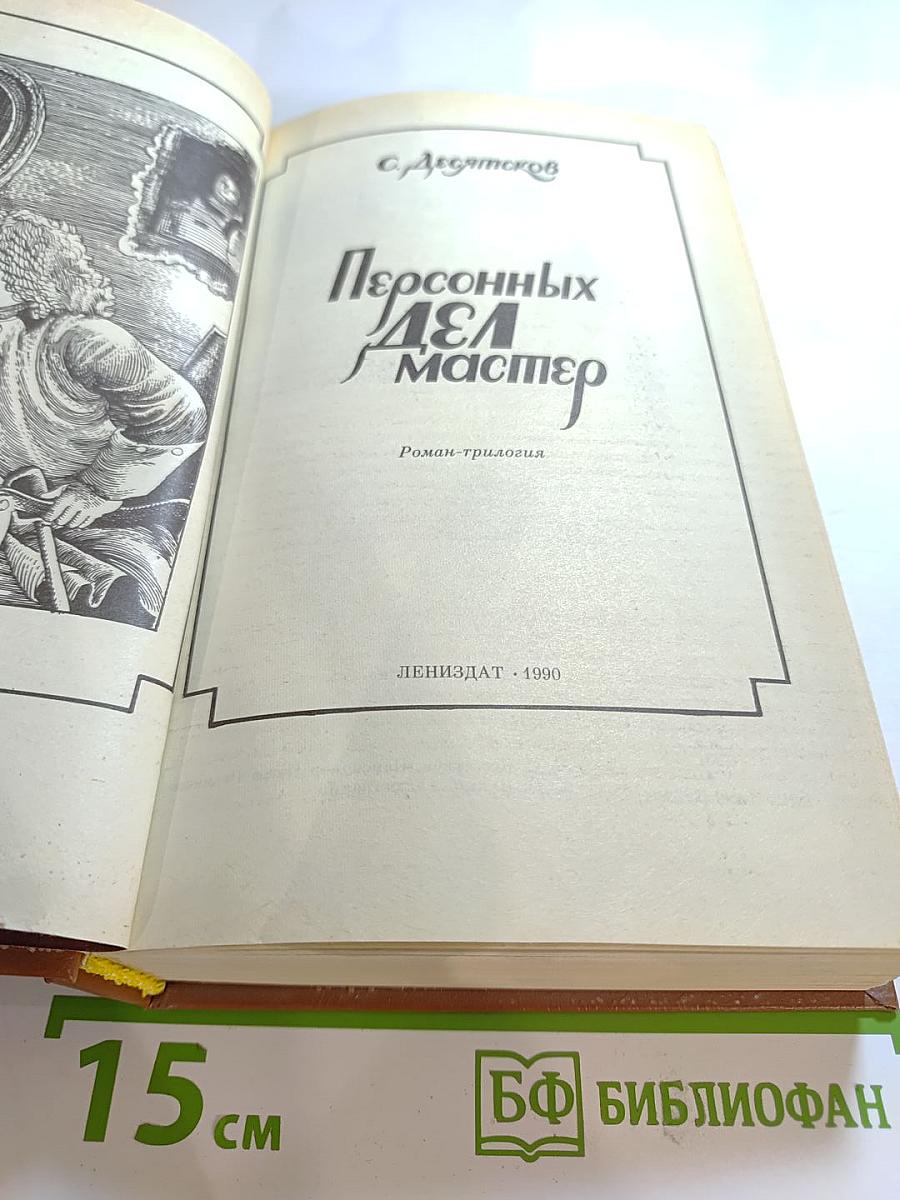 С. Десятсков
Персонных
ДЕЛ
мастер
Роман-трилогия
ЛЕНИЗДАТ · 1990
15 см
БФ БИБЛИОФАН